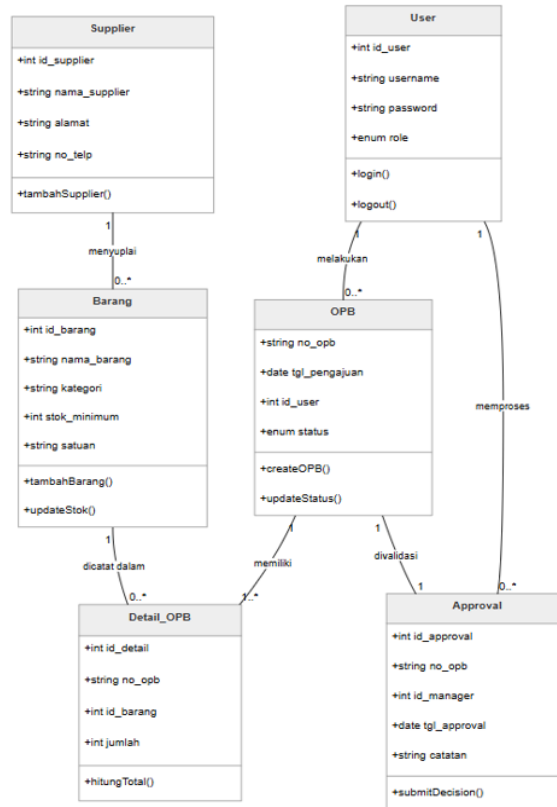 Supplier
+int id_supplier
+string nama_supplier
+string alamat
+string no_telp
+tambahSupplier()
User
+int id_user
+string username
+string password
+enum role
+login()
+logout()
1
menyuplai
0..*
1
melakukan
0..*
1
memproses
0..*
Barang
+int id_barang
+string nama_barang
+string kategori
+int stok_minimum
+string satuan
+tambahBarang()
+updateStok()
OPB
+string no_opb
+date tgl_pengajuan
+int id_user
+enum status
+createOPB()
+updateStatus()
1
dicatat dalam
0..*
1
memiliki
1..*
1
divalidasi
1
Detail_OPB
+int id_detail
+string no_opb
+int id_barang
+int jumlah
+hitungTotal()
Approval
+int id_approval
+string no_opb
+int id_manager
+date tgl_approval
+string catatan
+submitDecision()